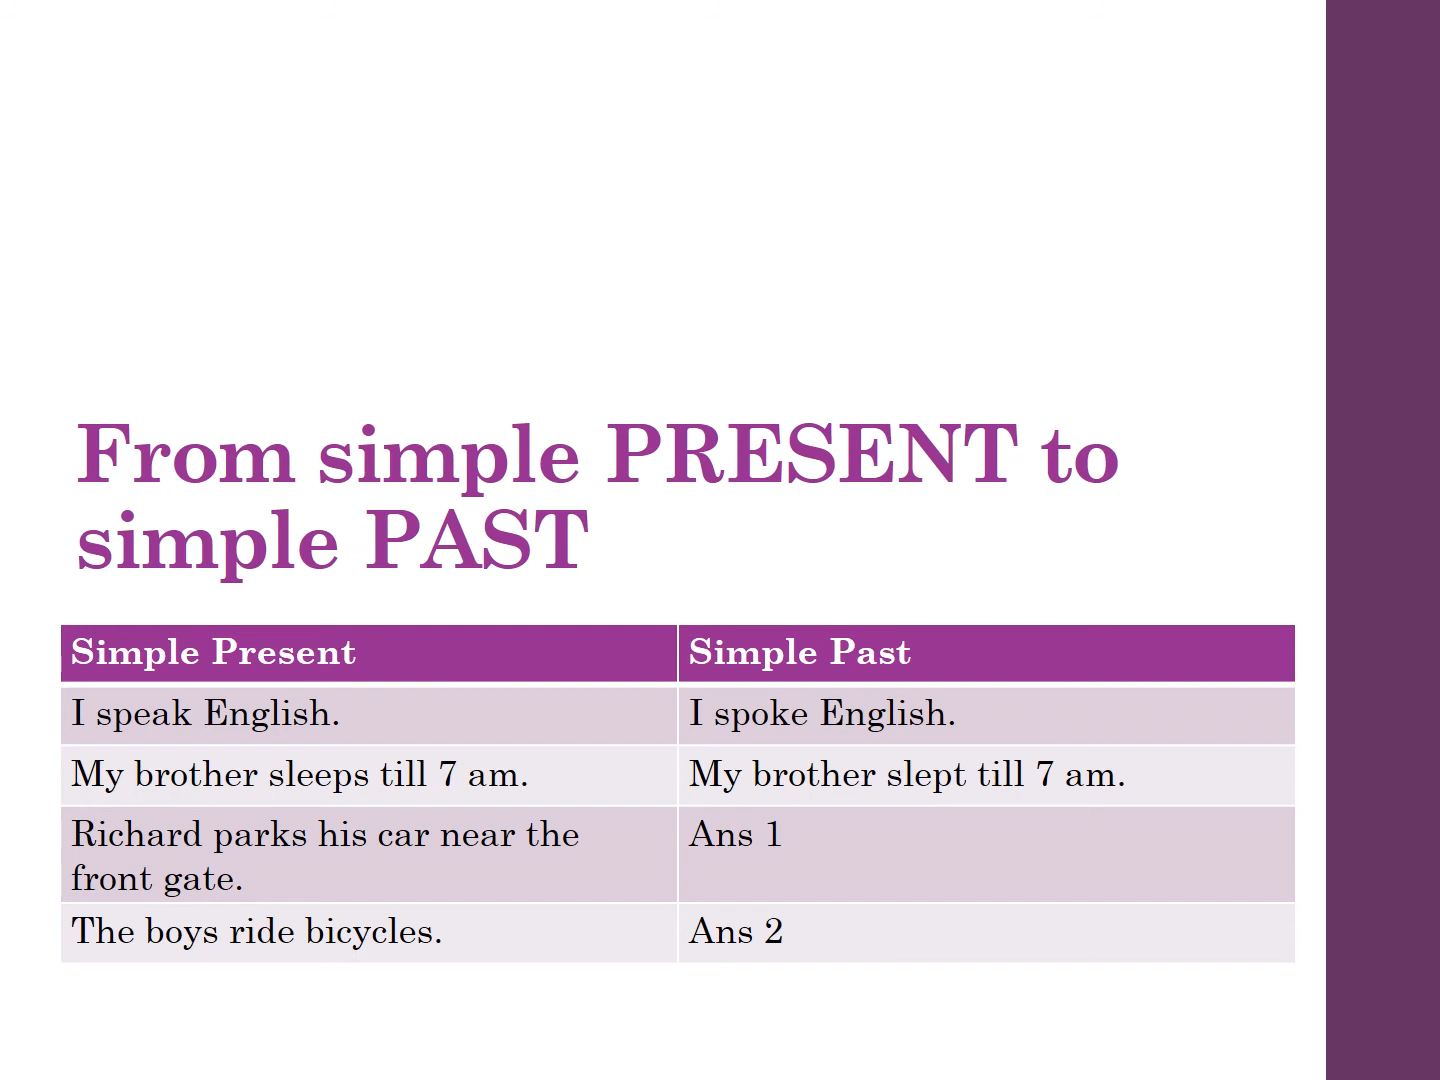 From simple PRESENT to
simple PAST
Simple Present
Simple Past
I speak English.
I spoke English.
My brother sleeps till 7 am.
My brother slept till 7 am.
Richard parks his car near the
front gate.
Ans 1
The boys ride bicycles.
Ans 2